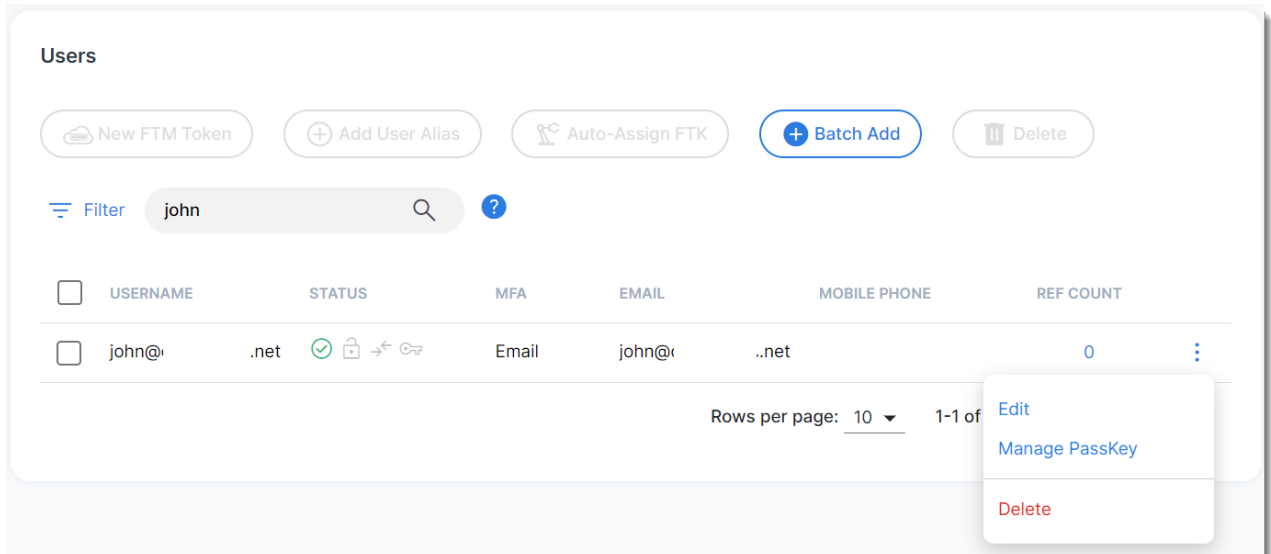 Users
New FTM Token Add User Alias Auto-Assign FTK Batch Add Delete
Filter john ?
USERNAME STATUS MFA EMAIL MOBILE PHONE REF COUNT
john@ .net Email john@ ..net 0
Rows per page: 10 1-1 of
Edit
Manage PassKey
Delete